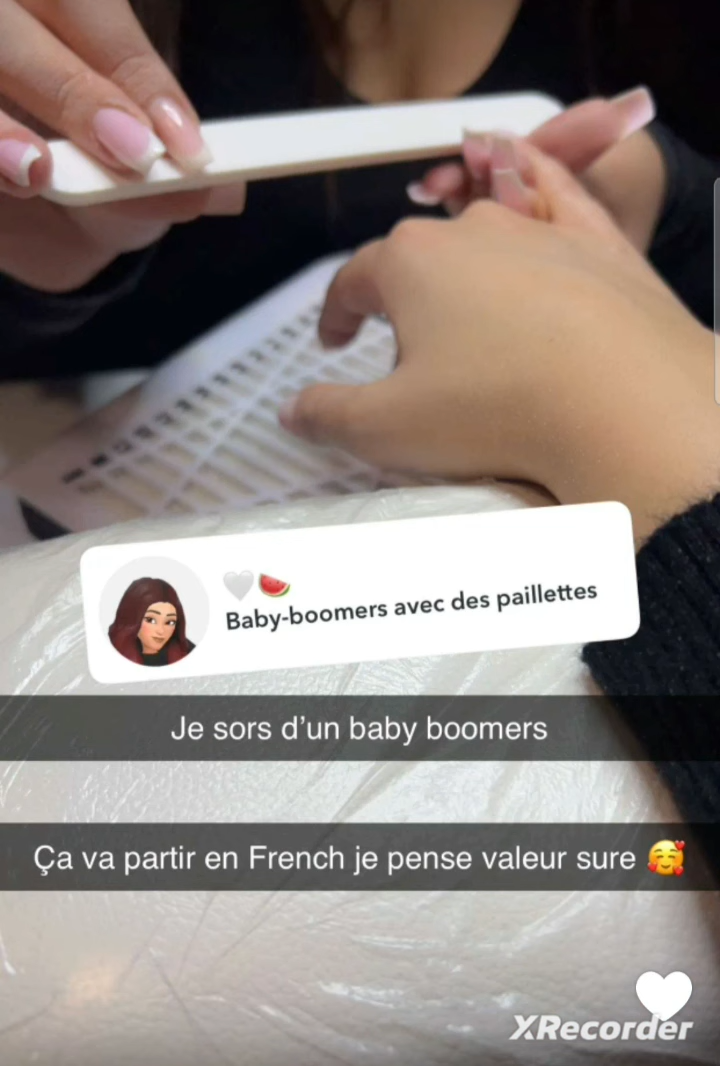 🤍🍉
Baby-boomers avec des paillettes
Je sors d’un baby boomers
Ça va partir en French je pense valeur sure 🥰
XRecorder